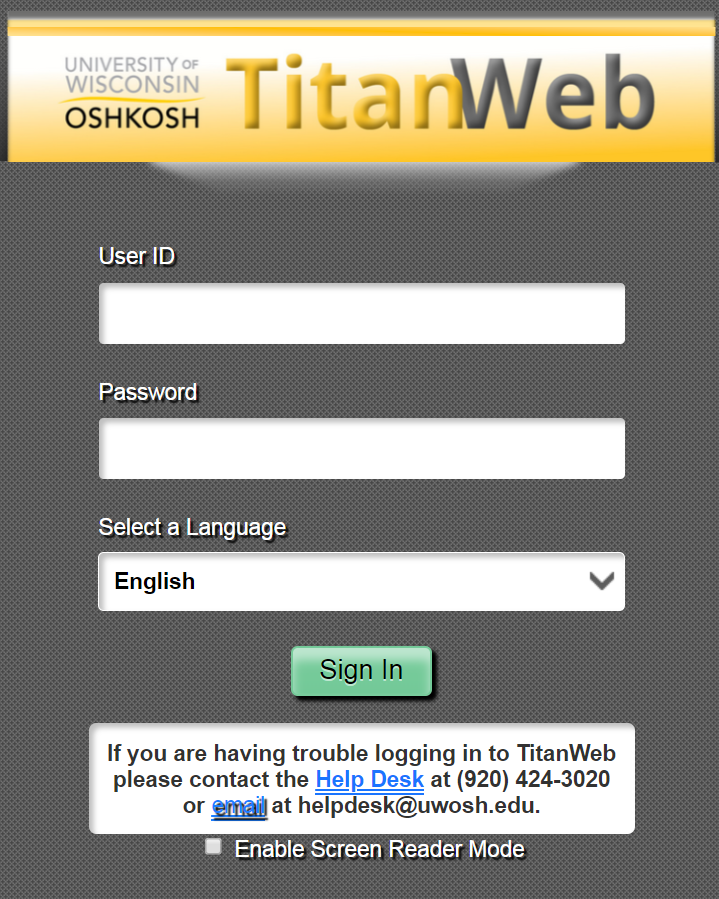 UNIVERSITY OF
WISCONSIN
OSHKOSH
TitanWeb
User ID
Password
Select a Language
English
Sign In
If you are having trouble logging in to TitanWeb
please contact the Help Desk at (920) 424-3020
or email at helpdesk@uwosh.edu.
Enable Screen Reader Mode